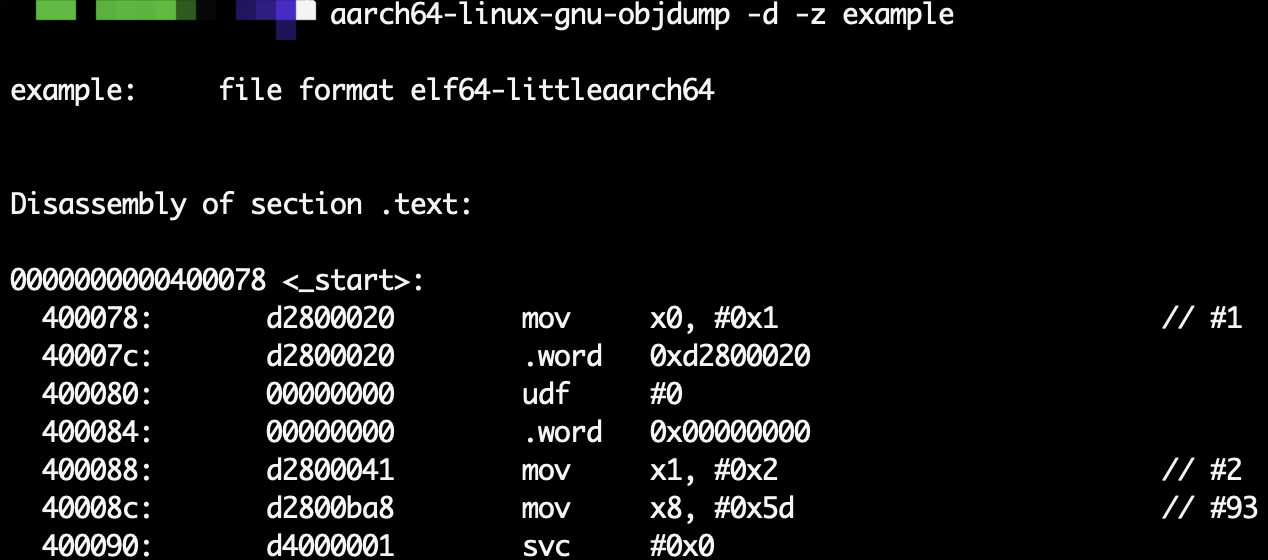 aarch64-linux-gnu-objdump -d -z example
example:     file format elf64-littleaarch64
Disassembly of section .text:
0000000000400078 <_start>:
  400078:       d2800020        mov     x0, #0x1                        // #1
  40007c:       d2800020        .word   0xd2800020
  400080:       00000000        udf     #0
  400084:       00000000        .word   0x00000000
  400088:       d2800041        mov     x1, #0x2                        // #2
  40008c:       d2800ba8        mov     x8, #0x5d                       // #93
  400090:       d4000001        svc     #0x0